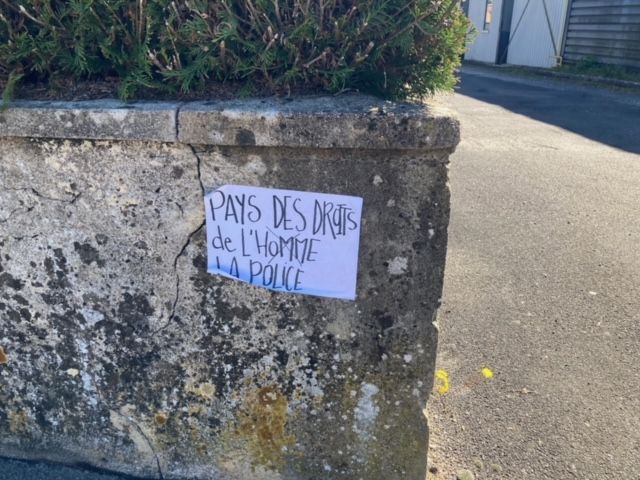 PAYS DES DROITS
de L'HOMME
LA POLICE